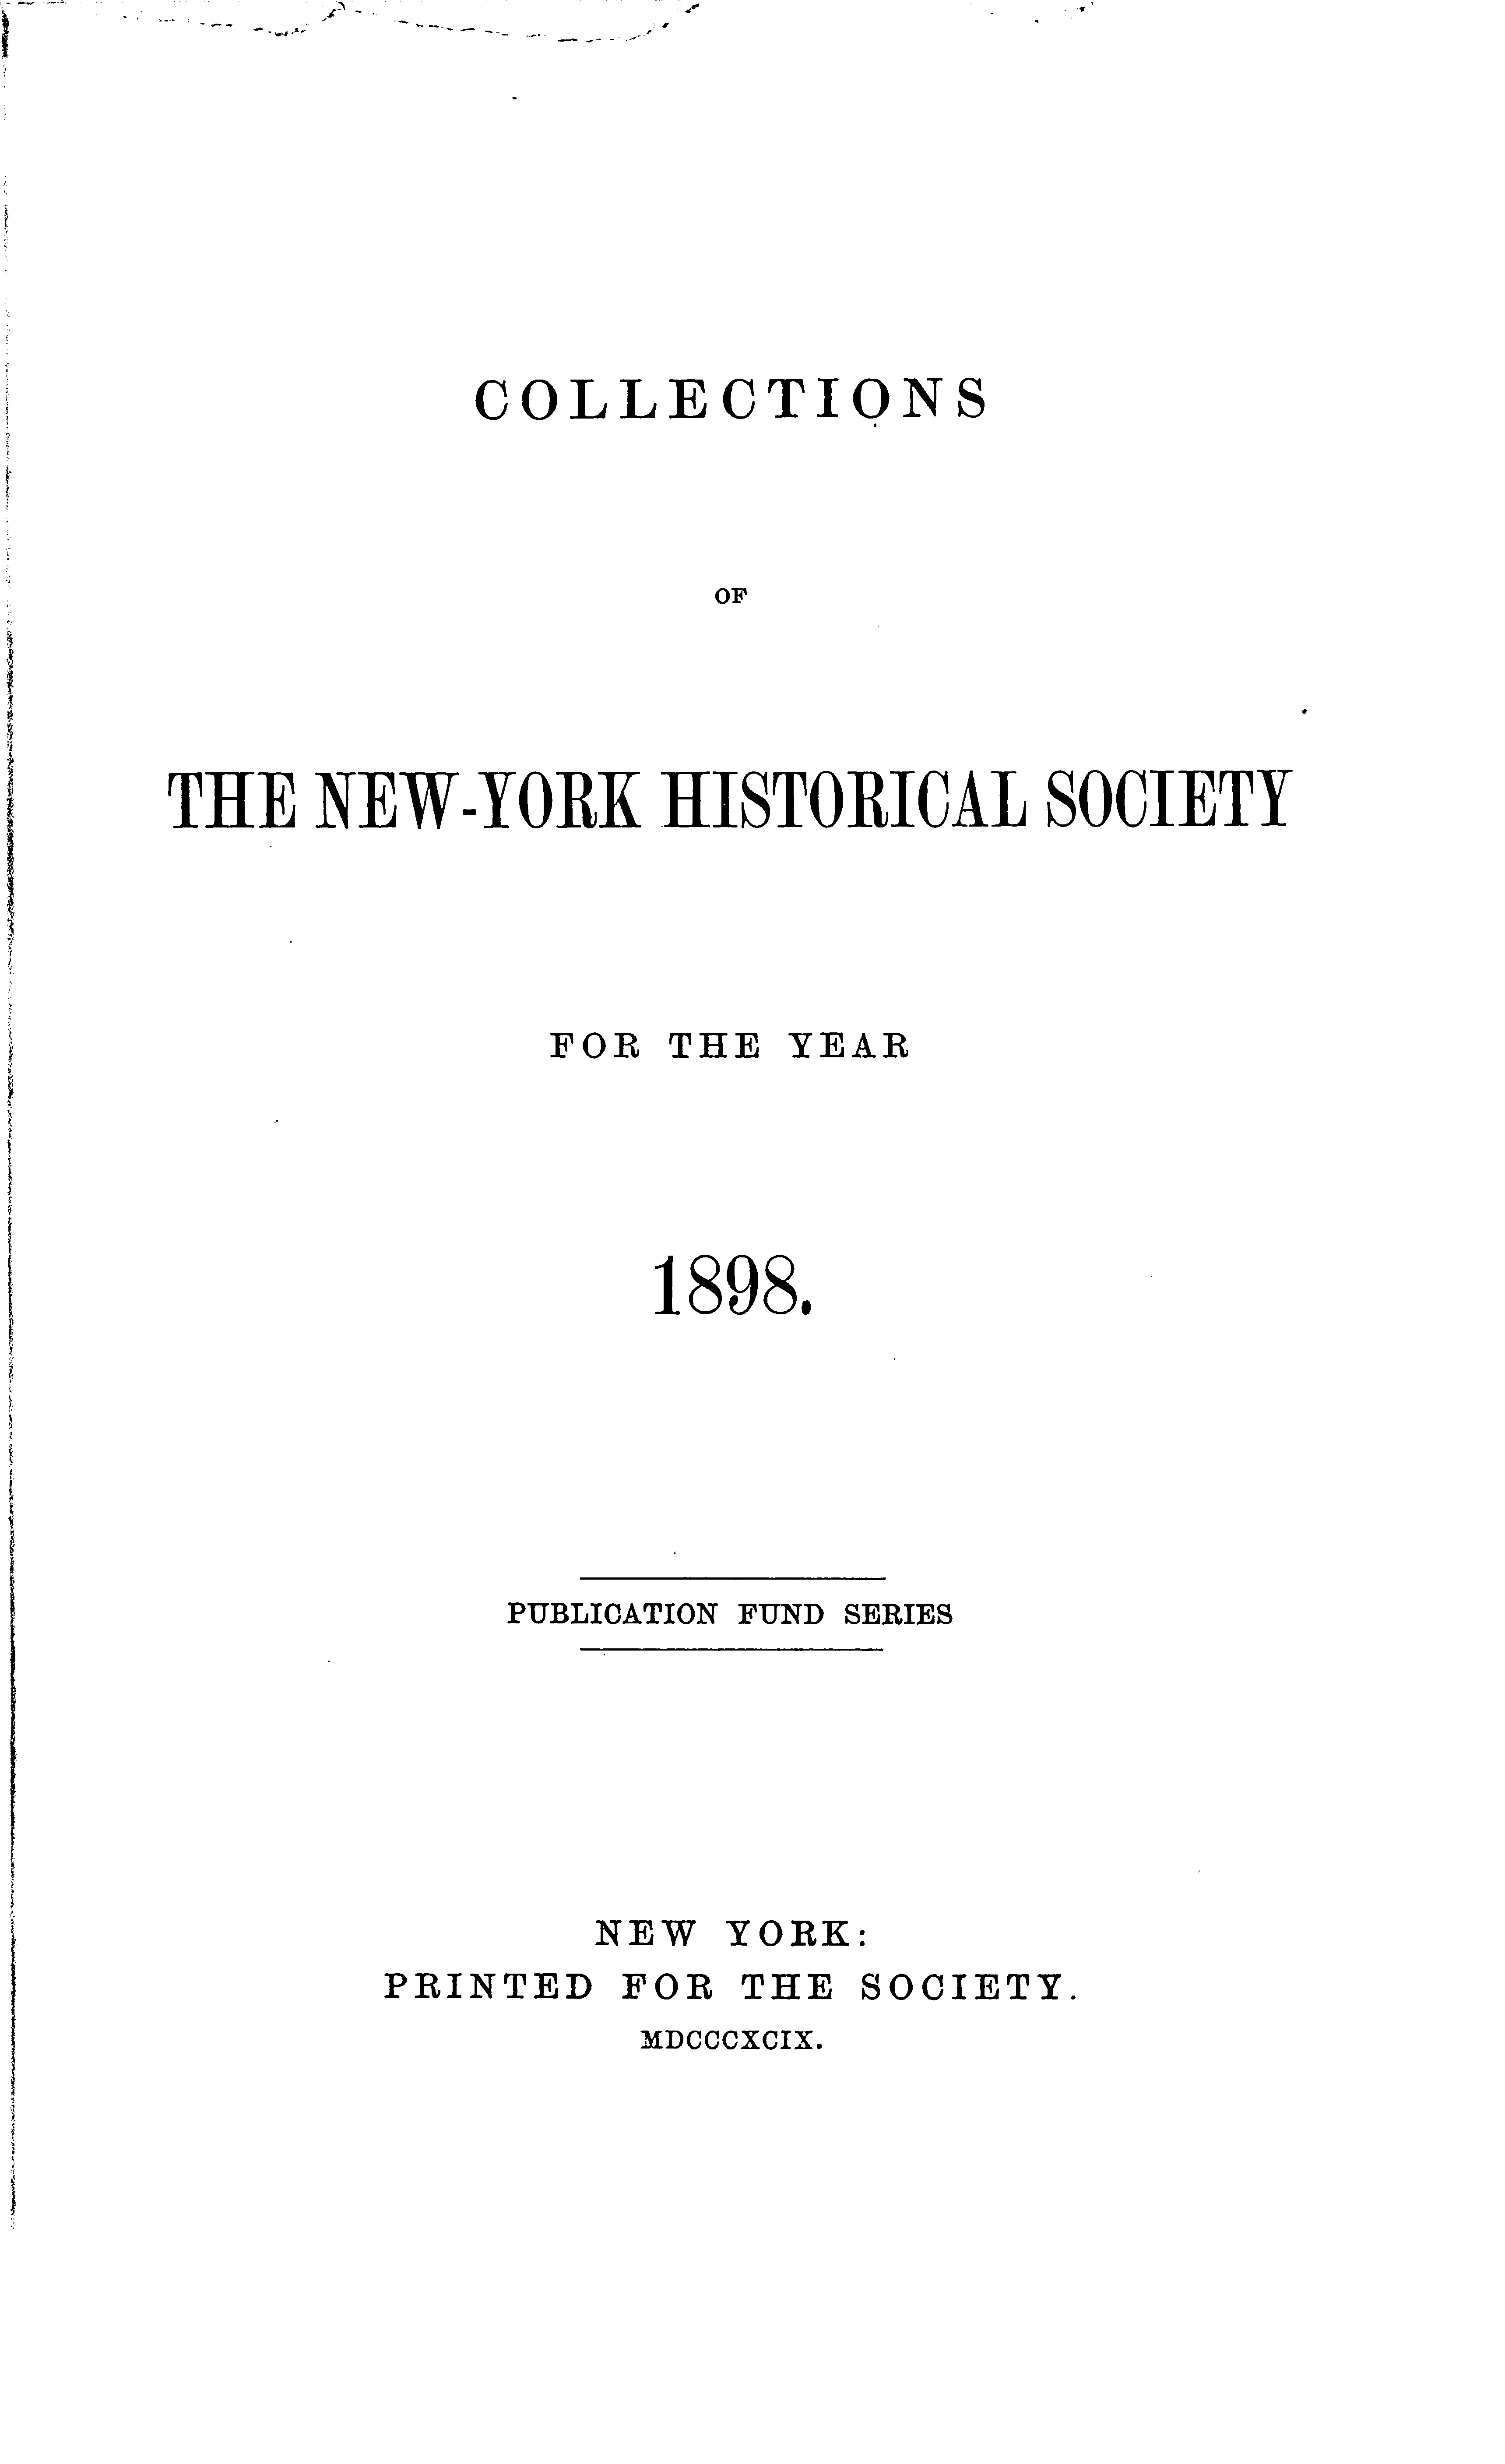 COLLECTIONS
OF
THE NEW-YORK HISTORICAL SOCIETY
FOR THE YEAR
1898.
PUBLICATION FUND SERIES
NEW YORK:
PRINTED FOR THE SOCIETY.
MDCCCXCIX.